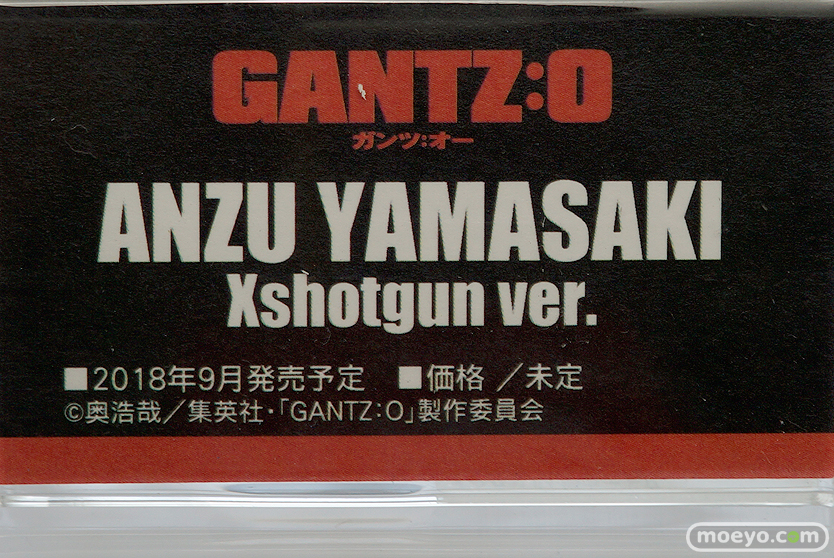 GANTZ:O
ガンツ:オー
ANZU YAMASAKI
Xshotgun ver.
■2018年9月発売予定 ■価格／未定
©奥浩哉／集英社・「GANTZ:O」製作委員会
moeyo.com